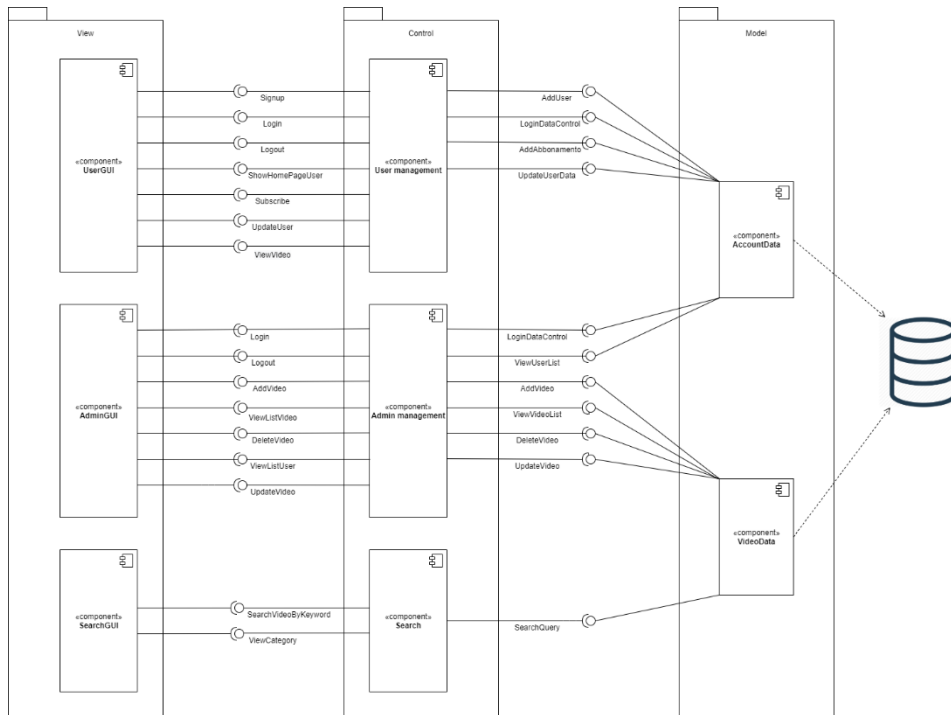 View
Control
Model
«component»
UserGUI
Signup
Login
Logout
ShowHomePageUser
Subscribe
UpdateUser
ViewVideo
«component»
User management
AddUser
LoginDataControl
AddAbbonamento
UpdateUserData
«component»
AccountData
«component»
AdminGUI
Login
Logout
AddVideo
ViewListVideo
DeleteVideo
ViewListUser
UpdateVideo
«component»
Admin management
LoginDataControl
ViewUserList
AddVideo
ViewVideoList
DeleteVideo
UpdateVideo
«component»
VideoData
«component»
SearchGUI
SearchVideoByKeyword
ViewCategory
«component»
Search
SearchQuery